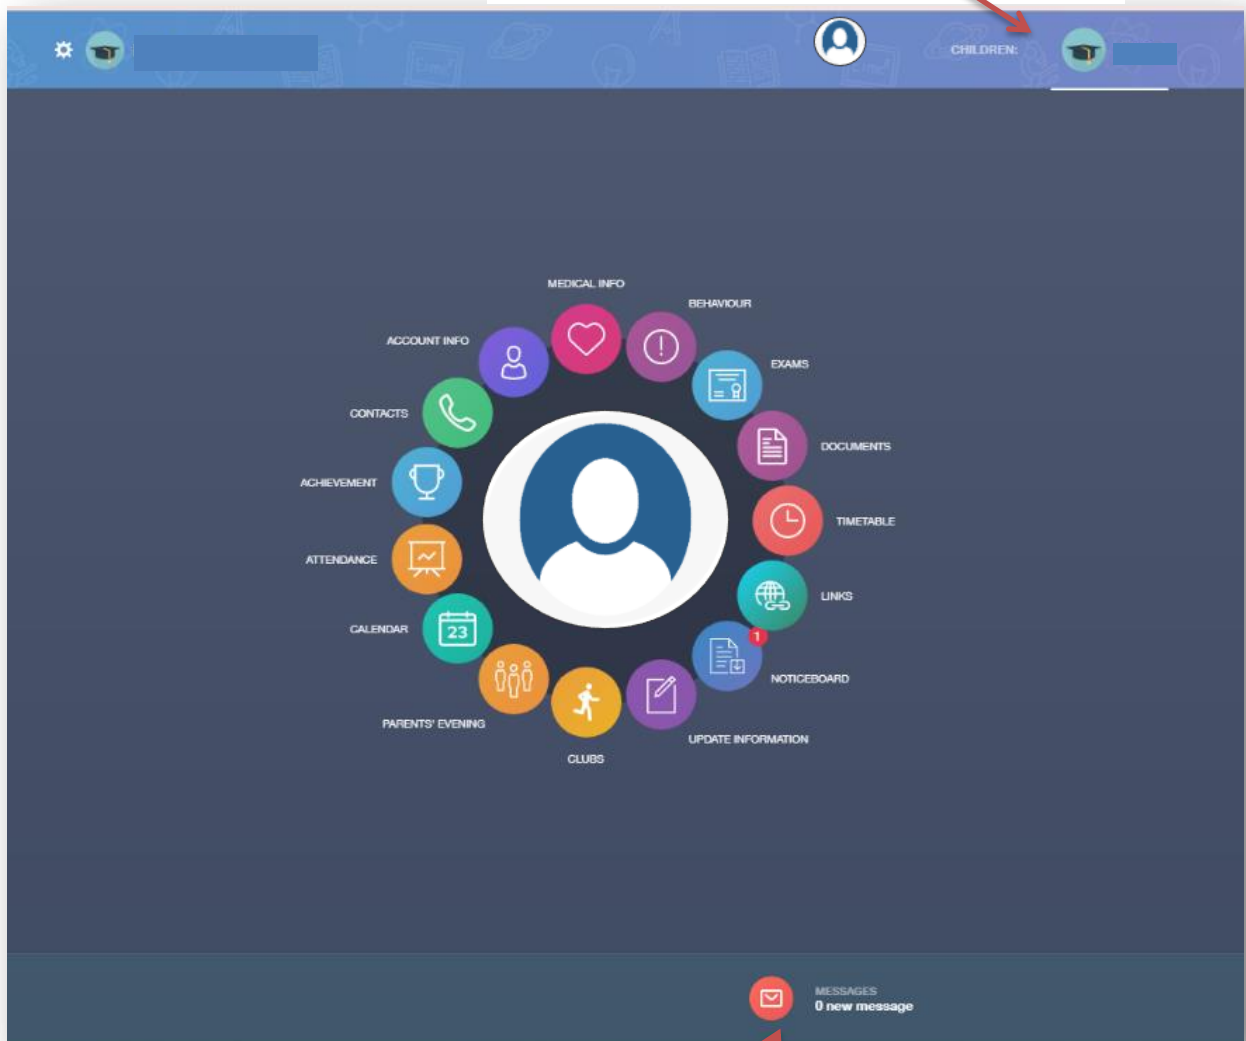 CHILDREN:
MEDICAL INFO
BEHAVIOUR
ACCOUNT INFO
EXAMS
CONTACTS
DOCUMENTS
ACHIEVEMENT
TIMETABLE
ATTENDANCE
LINKS
CALENDAR
23
1
NOTICEBOARD
PARENTS' EVENING
UPDATE INFORMATION
CLUBS
MESSAGES
0 new message